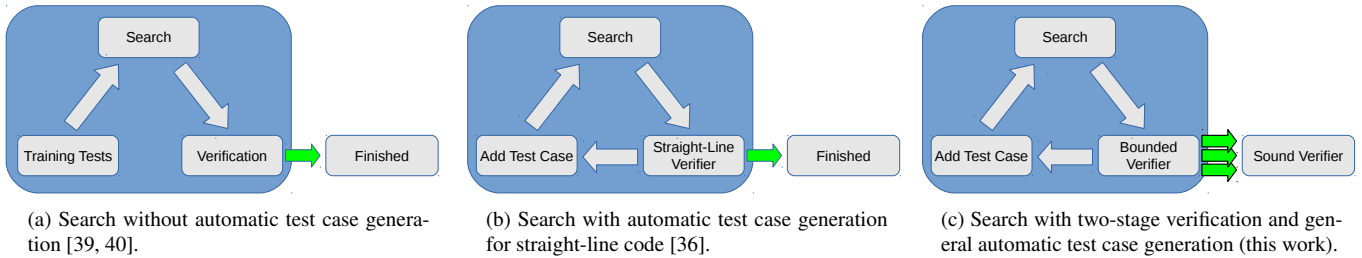 Search
Training Tests
Verification
Finished
(a) Search without automatic test case genera-
tion [39, 40].
Search
Add Test Case
Straight-Line
Verifier
Finished
(b) Search with automatic test case generation
for straight-line code [36].
Search
Add Test Case
Bounded
Verifier
Sound Verifier
(c) Search with two-stage verification and gen-
eral automatic test case generation (this work).